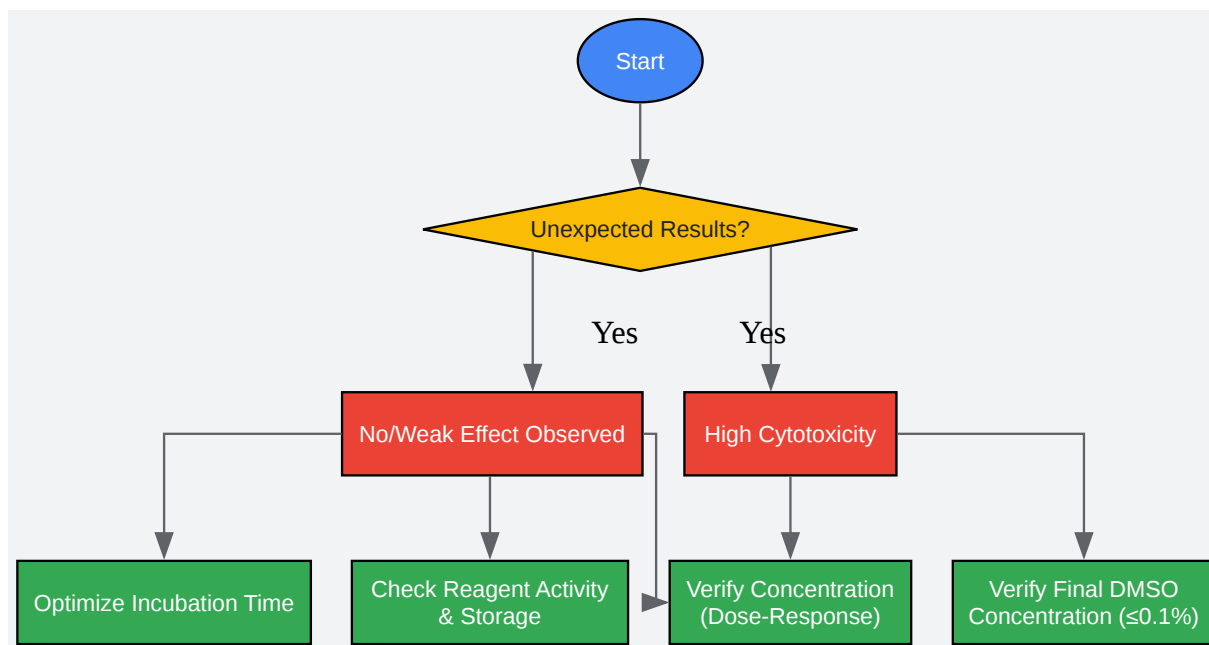 Start
Unexpected Results?
Yes
Yes
No/Weak Effect Observed
High Cytotoxicity
Optimize Incubation Time
Check Reagent Activity
& Storage
Verify Concentration
(Dose-Response)
Verify Final DMSO
Concentration (≤0.1%)